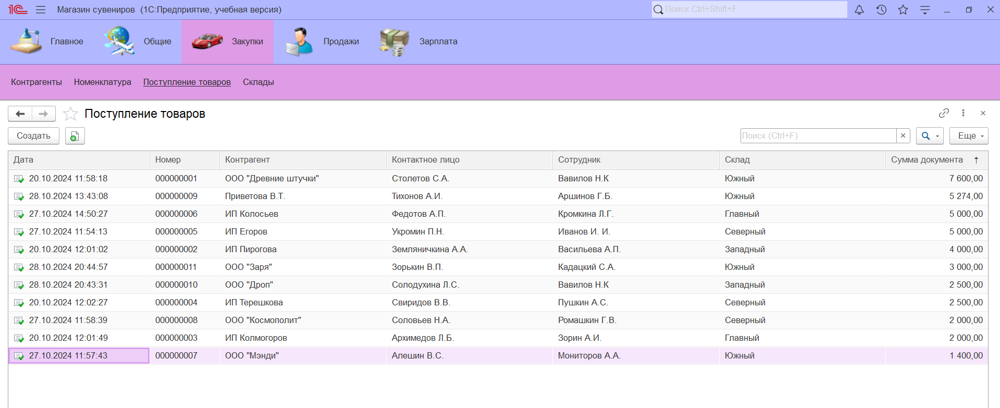 1С Магазин сувениров (1С:Предприятие, учебная версия) Поиск Ctrl+Shift+F
Главное Общие Закупки Продажи Зарплата
Контрагенты Номенклатура Поступление товаров Склады
Поступление товаров
Создать Поиск (Ctrl+F) Еще
Дата Номер Контрагент Контактное лицо Сотрудник Склад Сумма документа
20.10.2024 11:58:18 000000001 ООО "Древние штучки" Столетов С.А. Вавилов Н.К Южный 7 600,00
28.10.2024 13:43:08 000000009 Приветова В.Т. Тихонов А.И. Аршинов Г.Б. Южный 5 274,00
27.10.2024 14:50:27 000000006 ИП Колосьев Федотов А.П. Кромкина Л.Г. Главный 5 000,00
27.10.2024 11:54:13 000000005 ИП Егоров Укромин П.Н. Иванов И. И. Северный 5 000,00
20.10.2024 12:01:02 000000002 ИП Пирогова Земляничкина А.А. Васильева А.П. Западный 4 000,00
28.10.2024 20:44:57 000000011 ООО "Заря" Зорькин В.П. Кадацкий С.А. Южный 3 000,00
28.10.2024 20:43:31 000000010 ООО "Дроп" Солодухина Л.С. Вавилов Н.К Западный 2 500,00
20.10.2024 12:02:27 000000004 ИП Терешкова Свиридов В.В. Пушкин А.С. Северный 2 500,00
27.10.2024 11:58:39 000000008 ООО "Космополит" Соловьев Н.А. Ромашкин Г.В. Северный 2 000,00
20.10.2024 12:01:49 000000003 ИП Колмогоров Архимедов Л.Б. Зорин А.И. Главный 2 000,00
27.10.2024 11:57:43 000000007 ООО "Мэнди" Алешин В.С. Мониторов А.А. Южный 1 400,00